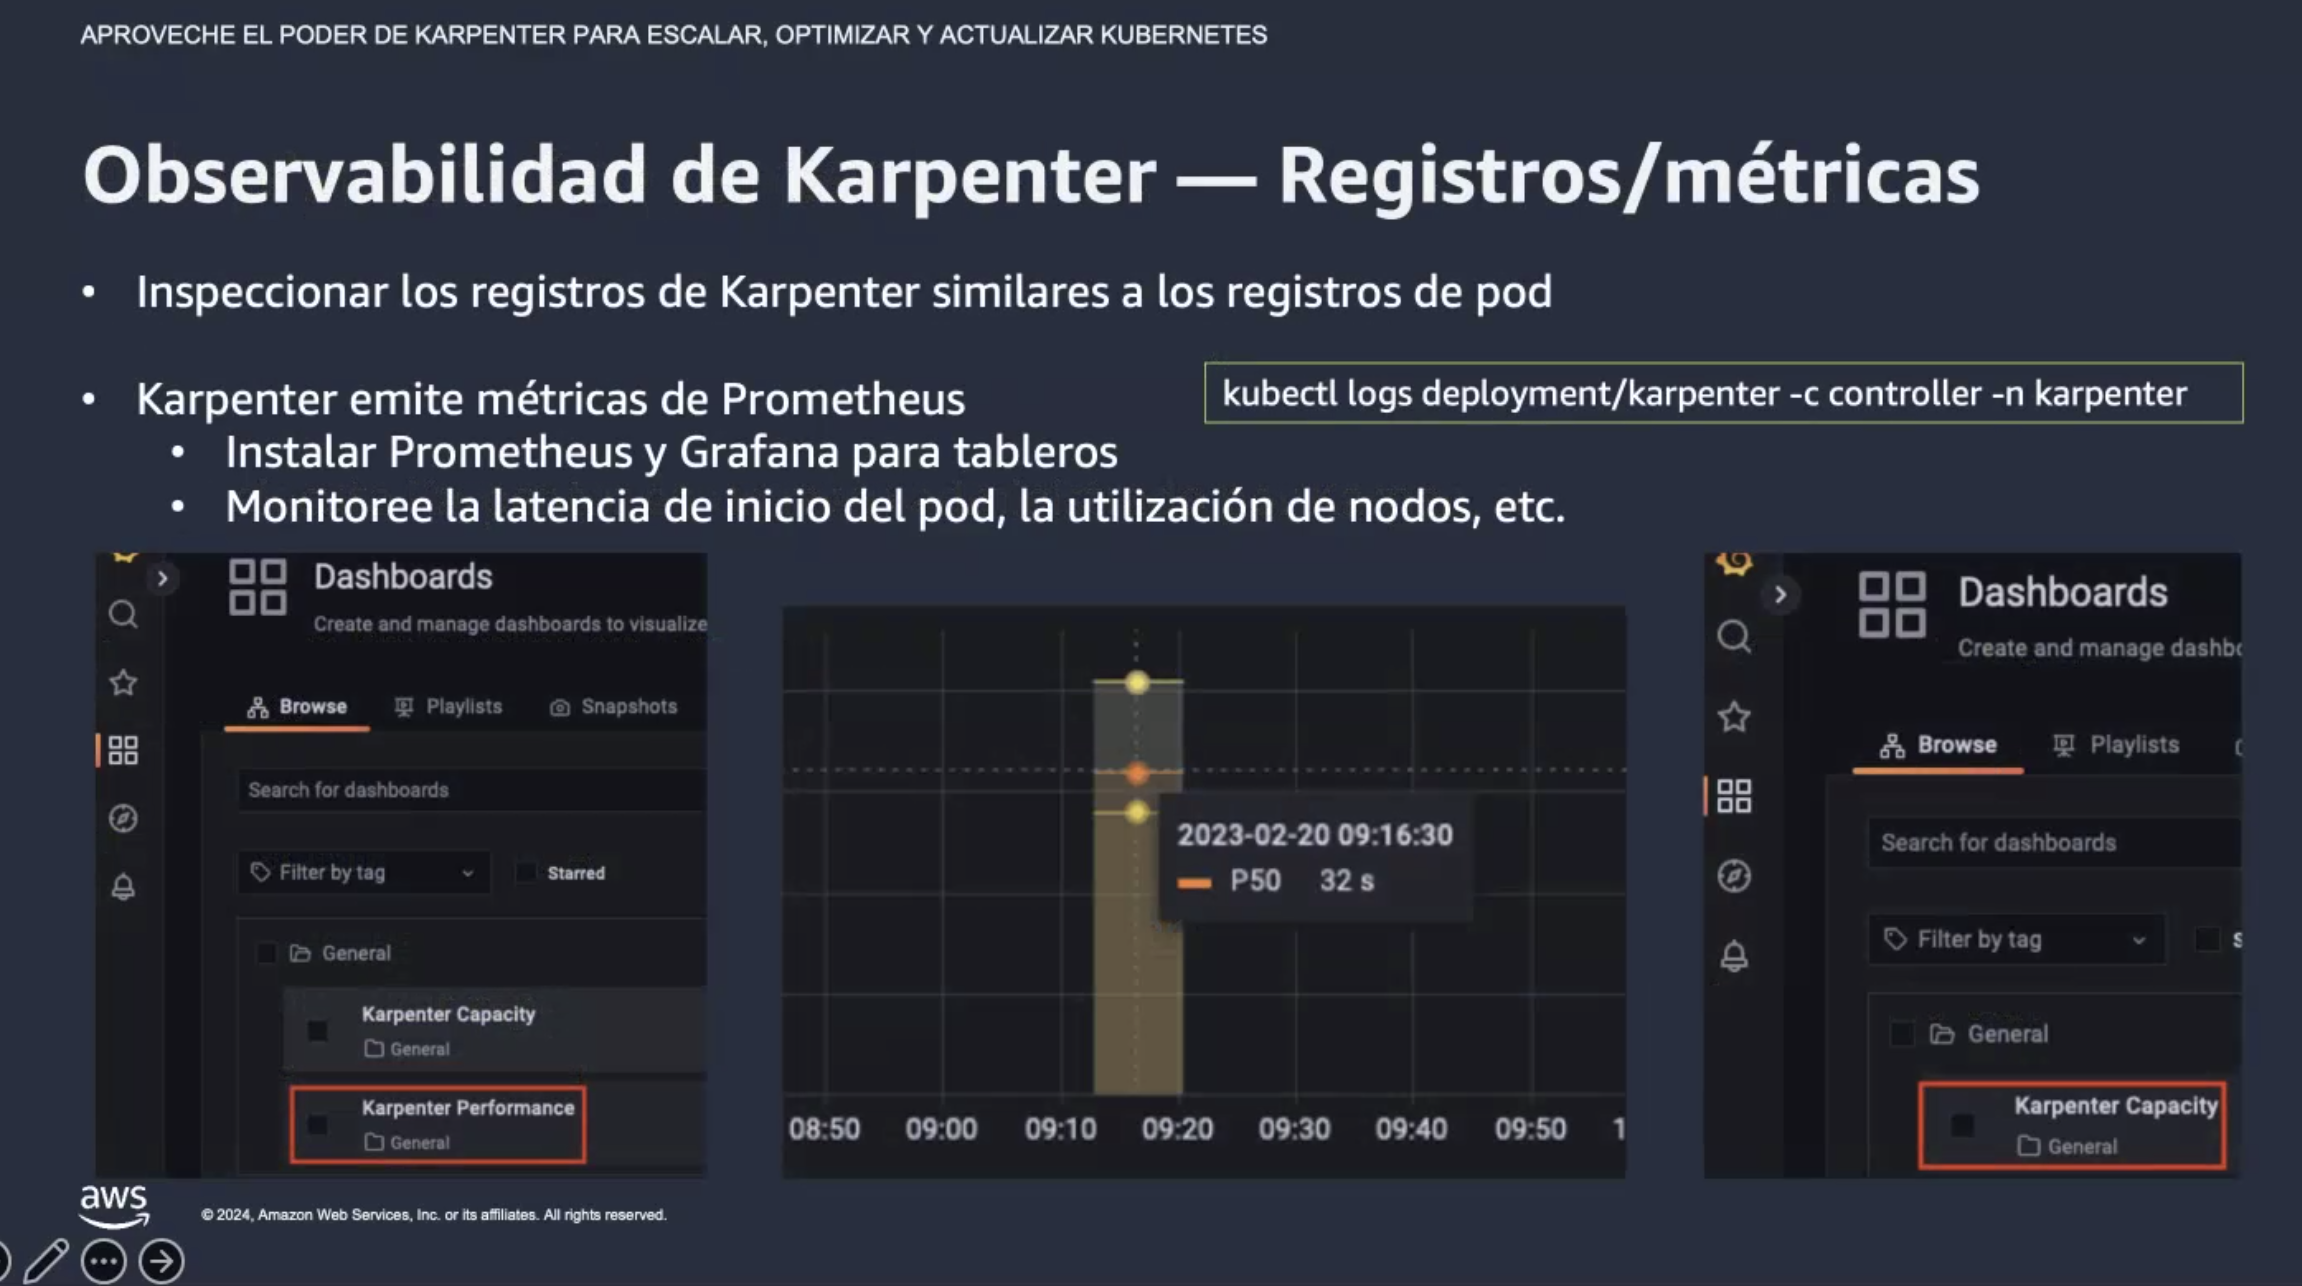 APROVECHE EL PODER DE KARPENTER PARA ESCALAR, OPTIMIZAR Y ACTUALIZAR KUBERNETES
Observabilidad de Karpenter — Registros/métricas
• Inspeccionar los registros de Karpenter similares a los registros de pod
• Karpenter emite métricas de Prometheus
kubectl logs deployment/karpenter -c controller -n karpenter
• Instalar Prometheus y Grafana para tableros
• Monitoree la latencia de inicio del pod, la utilización de nodos, etc.
Dashboards
Create and manage dashboards to visualize
Browse Playlists Snapshots
Search for dashboards
Filter by tag Starred
General
Karpenter Capacity
General
Karpenter Performance
General
2023-02-20 09:16:30
P50 32 s
08:50 09:00 09:10 09:20 09:30 09:40 09:50 1
Dashboards
Create and manage dashbo
Browse Playlists
Search for dashboards
Filter by tag S
General
Karpenter Capacity
General
aws
© 2024, Amazon Web Services, Inc. or its affiliates. All rights reserved.